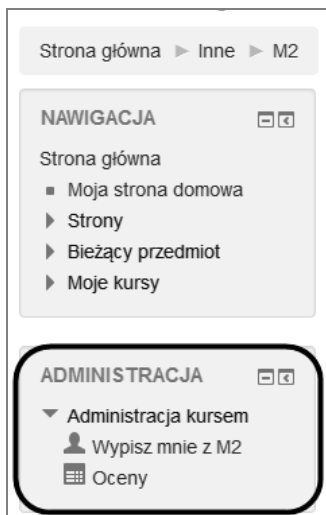 Strona główna ▶ Inne ▶ M2
NAWIGACJA
Strona główna
Moja strona domowa
Strony
Bieżący przedmiot
Moje kursy
ADMINISTRACJA
Administracja kursem
Wypisz mnie z M2
Oceny